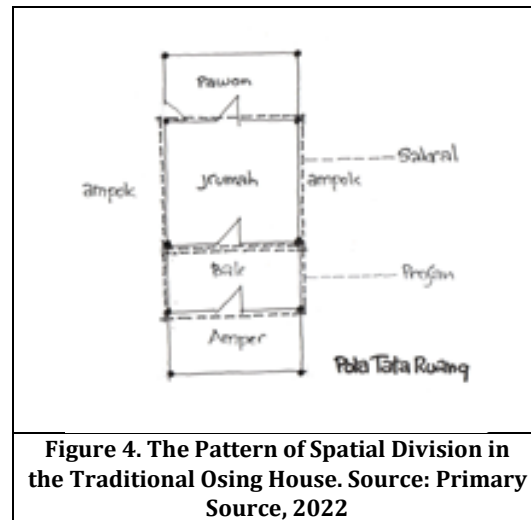 Pawon
ampok
Jrumah
ampok
Sakral
Bale
Profan
Amper
Pola Tata Ruang
Figure 4. The Pattern of Spatial Division in
the Traditional Osing House. Source: Primary
Source, 2022